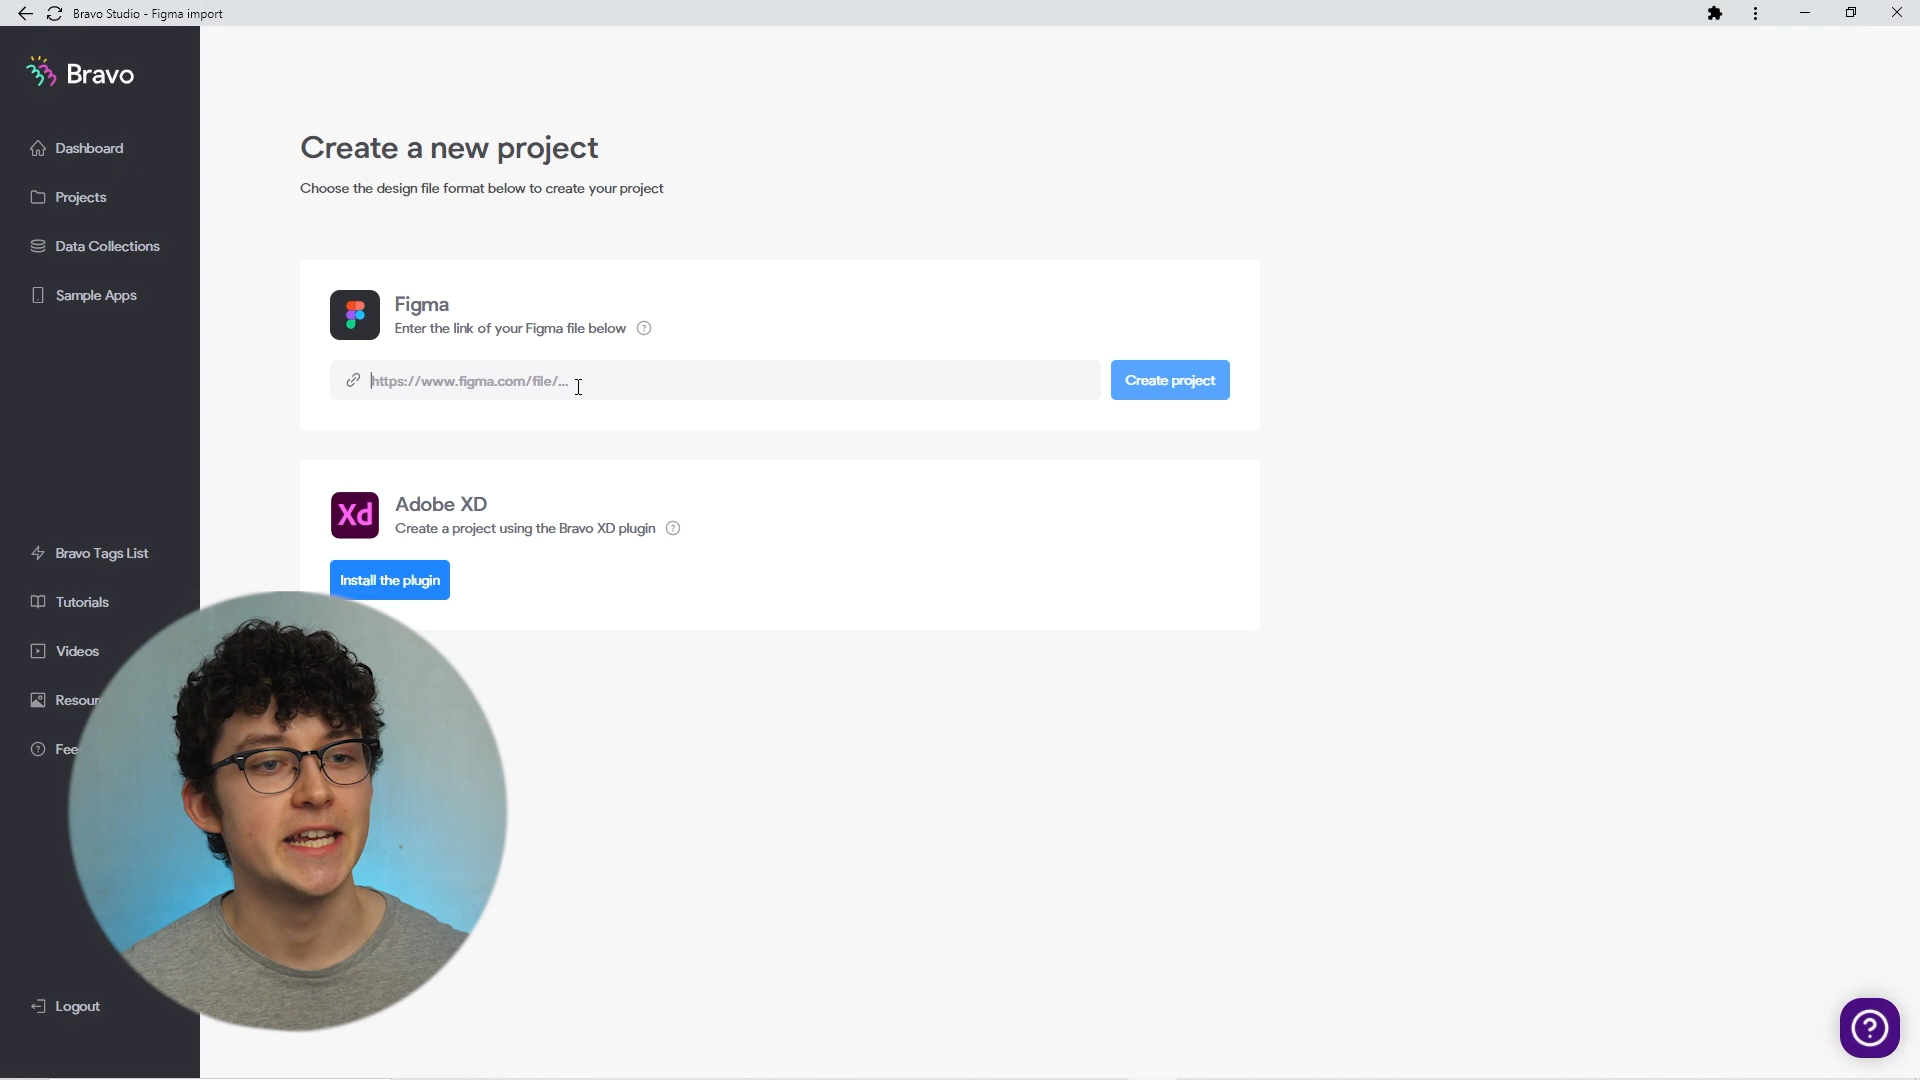 Bravo Studio - Figma import
Bravo
Dashboard
Projects
Data Collections
Sample Apps
Bravo Tags List
Tutorials
Videos
Resour
Fee
Logout
Create a new project
Choose the design file format below to create your project
Figma
Enter the link of your Figma file below ?
https://www.figma.com/file/...
Create project
Xd
Adobe XD
Create a project using the Bravo XD plugin ?
Install the plugin